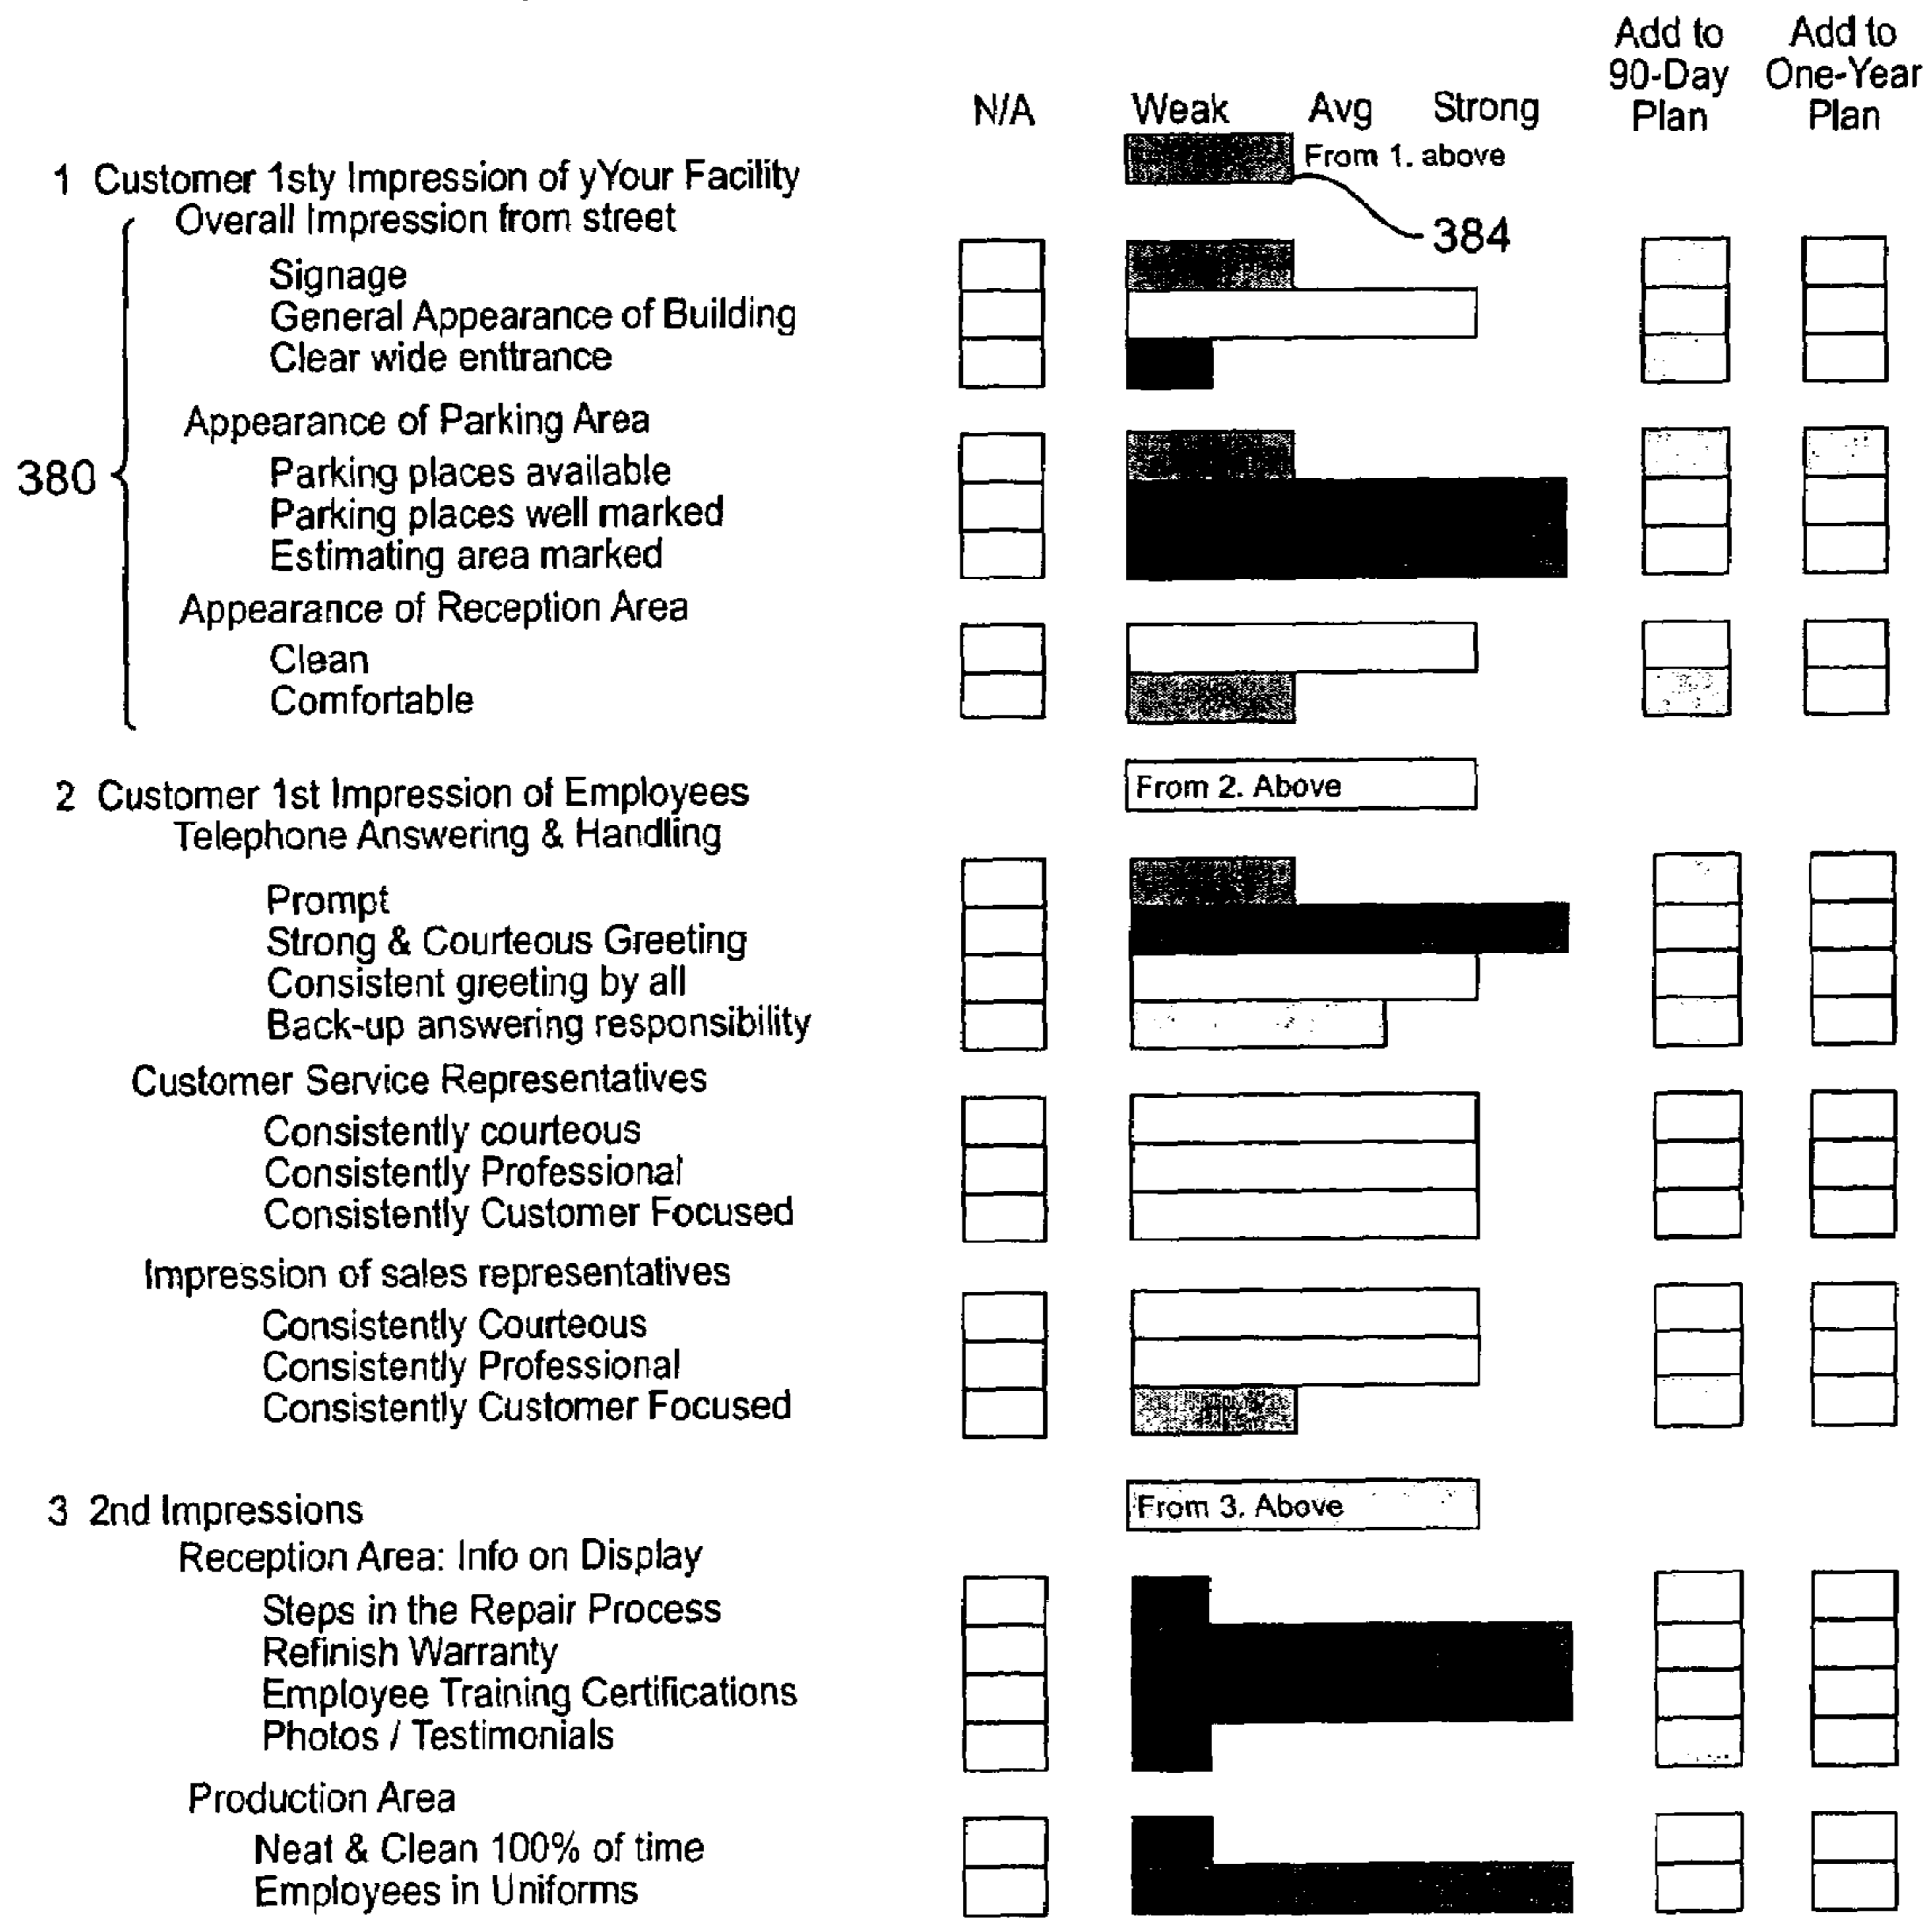 Add to Add to
90-Day One-Year
N/A Weak Avg Strong Plan Plan
1 Customer 1sty Impression of yYour Facility From 1. above
Overall Impression from street
384
Signage
General Appearance of Building
Clear wide enttrance
Appearance of Parking Area
380
Parking places available
Parking places well marked
Estimating area marked
Appearance of Reception Area
Clean
Comfortable
2 Customer 1st Impression of Employees From 2. Above
Telephone Answering & Handling
Prompt
Strong & Courteous Greeting
Consistent greeting by all
Back-up answering responsibility
Customer Service Representatives
Consistently courteous
Consistently Professional
Consistently Customer Focused
Impression of sales representatives
Consistently Courteous
Consistently Professional
Consistently Customer Focused
3 2nd Impressions From 3. Above
Reception Area: Info on Display
Steps in the Repair Process
Refinish Warranty
Employee Training Certifications
Photos / Testimonials
Production Area
Neat & Clean 100% of time
Employees in Uniforms